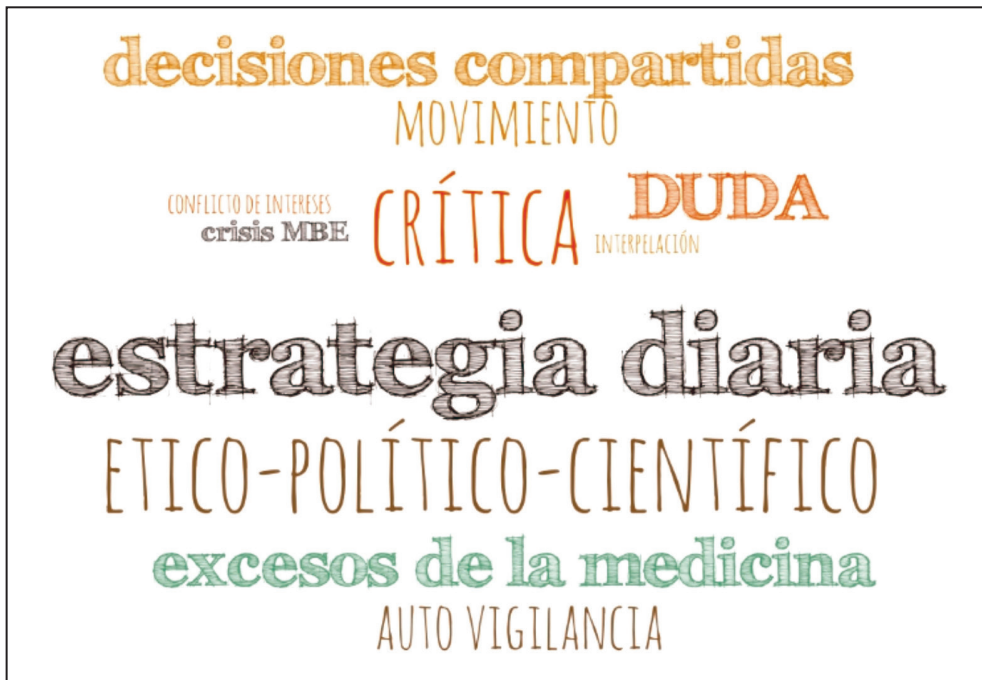 decisiones compartidas
MOVIMIENTO
CONFLICTO DE INTERESES
crisis MBE
CRÍTICA
DUDA
INTERPELACIÓN
estrategia diaria
ETICO-POLÍTICO-CIENTÍFICO
excesos de la medicina
AUTO VIGILANCIA